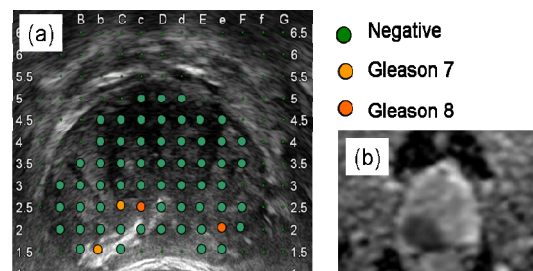 (a)
B b C c D d E e f G
6.5 6.5
6 6
5.5 5.5
5 5
4.5 4.5
4 4
3.5 3.5
3 3
2.5 2.5
2 2
1.5 1.5
Negative
Gleason 7
Gleason 8
(b)